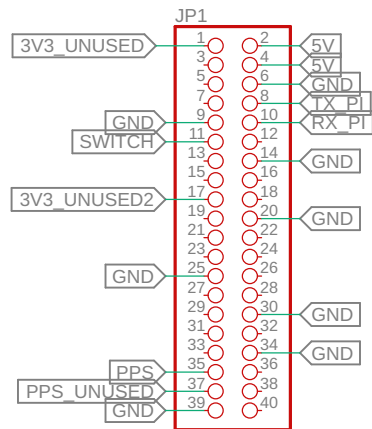 JP1
3V3_UNUSED 1 2 5V
3 4 5V
5 6 GND
7 8 TX_PI
GND 9 10 RX_PI
SWITCH 11 12
13 14 GND
15 16
3V3_UNUSED2 17 18
19 20 GND
21 22
23 24
GND 25 26
27 28
29 30 GND
31 32
33 34 GND
PPS 35 36
PPS_UNUSED 37 38
GND 39 40